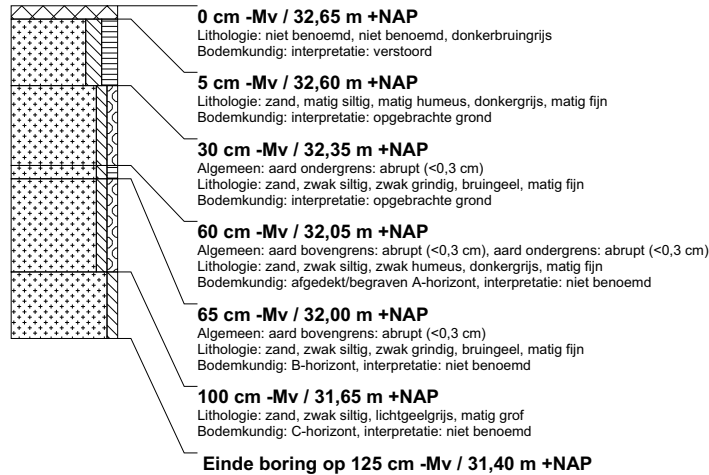 0 cm -Mv / 32,65 m +NAP
Lithologie: niet benoemd, niet benoemd, donkerbruingrijs
Bodemkundig: interpretatie: verstoord
5 cm -Mv / 32,60 m +NAP
Lithologie: zand, matig siltig, matig humeus, donkergrijs, matig fijn
Bodemkundig: interpretatie: opgebrachte grond
30 cm -Mv / 32,35 m +NAP
Algemeen: aard ondergrens: abrupt (<0,3 cm)
Lithologie: zand, zwak siltig, zwak grindig, bruingeel, matig fijn
Bodemkundig: interpretatie: opgebrachte grond
60 cm -Mv / 32,05 m +NAP
Algemeen: aard bovengrens: abrupt (<0,3 cm), aard ondergrens: abrupt (<0,3 cm)
Lithologie: zand, zwak siltig, zwak humeus, donkergrijs, matig fijn
Bodemkundig: afgedekt/begraven A-horizont, interpretatie: niet benoemd
65 cm -Mv / 32,00 m +NAP
Algemeen: aard bovengrens: abrupt (<0,3 cm)
Lithologie: zand, zwak siltig, zwak grindig, bruingeel, matig fijn
Bodemkundig: B-horizont, interpretatie: niet benoemd
100 cm -Mv / 31,65 m +NAP
Lithologie: zand, zwak siltig, lichtgeelgrijs, matig grof
Bodemkundig: C-horizont, interpretatie: niet benoemd
Einde boring op 125 cm -Mv / 31,40 m +NAP